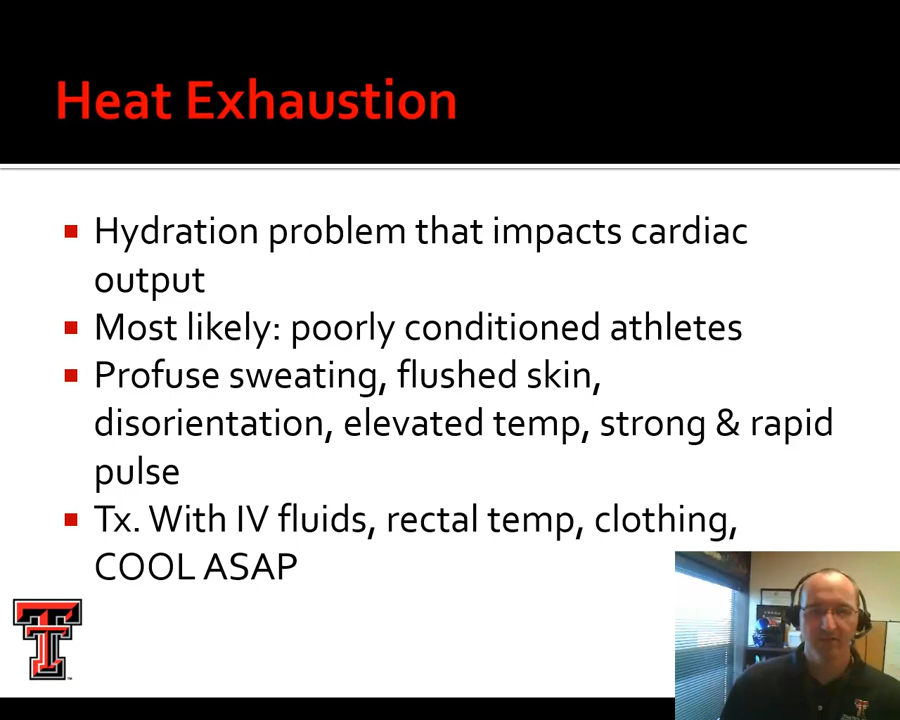 Heat Exhaustion
Hydration problem that impacts cardiac
output
Most likely: poorly conditioned athletes
Profuse sweating, flushed skin,
disorientation, elevated temp, strong & rapid
pulse
Tx. With IV fluids, rectal temp, clothing,
COOL ASAP